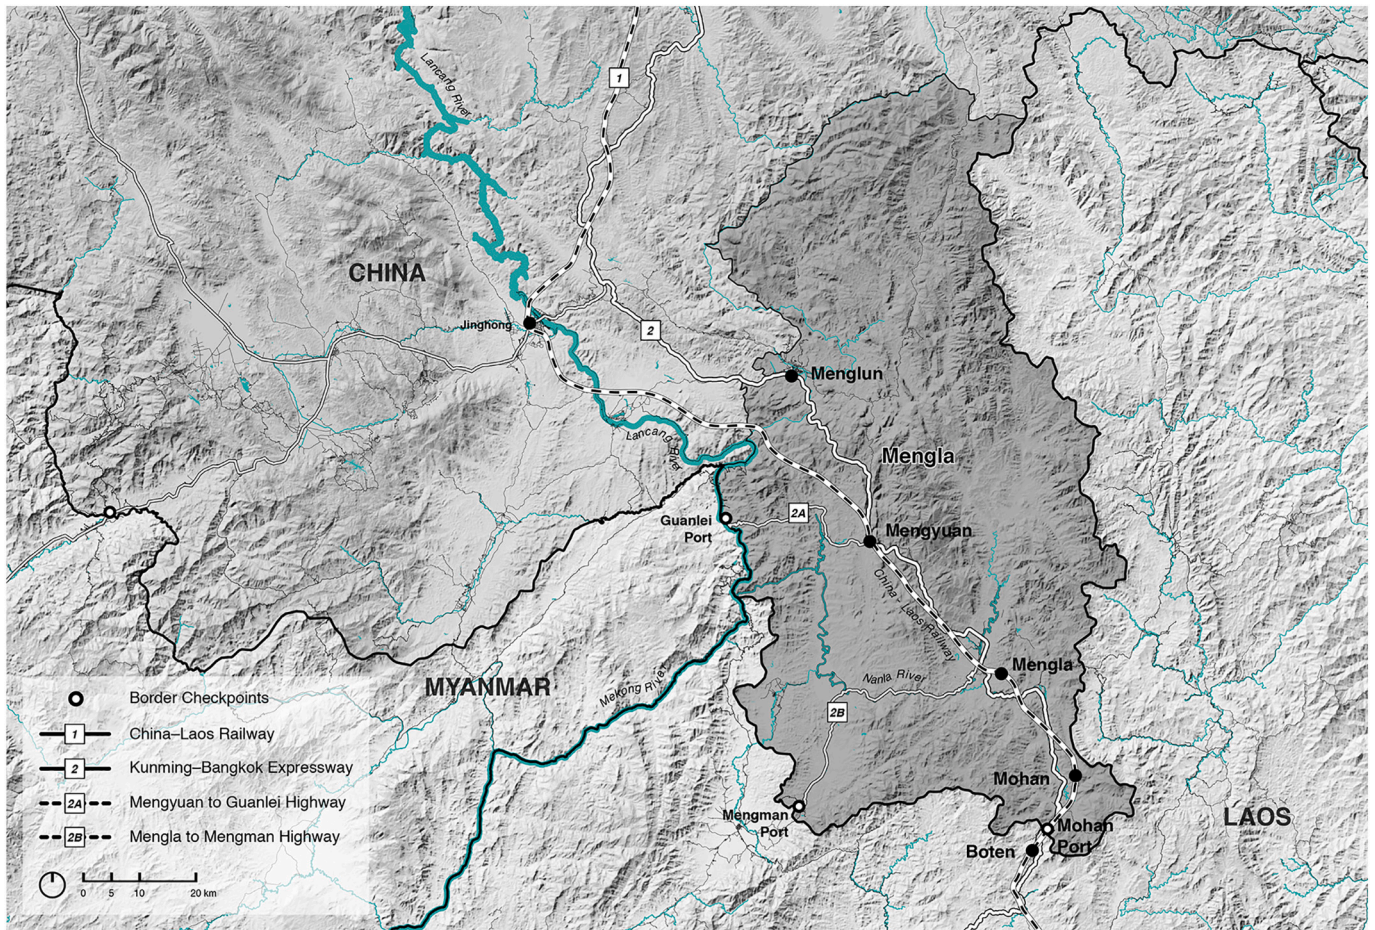 Lancang River
1
CHINA
Jinghong
2
Menglun
Lancang
River
Mengla
Guanlei
Port
2A
Mengyuan
China
Laos Railway
Mengla
Nanla River
MYANMAR
Mekong River
2B
Mohan
Mengman
Port
LAOS
Mohan
Port
Boten
Border Checkpoints
1 China–Laos Railway
2 Kunming–Bangkok Expressway
2A Mengyuan to Guanlei Highway
2B Mengla to Mengman Highway
0 5 10 20 km